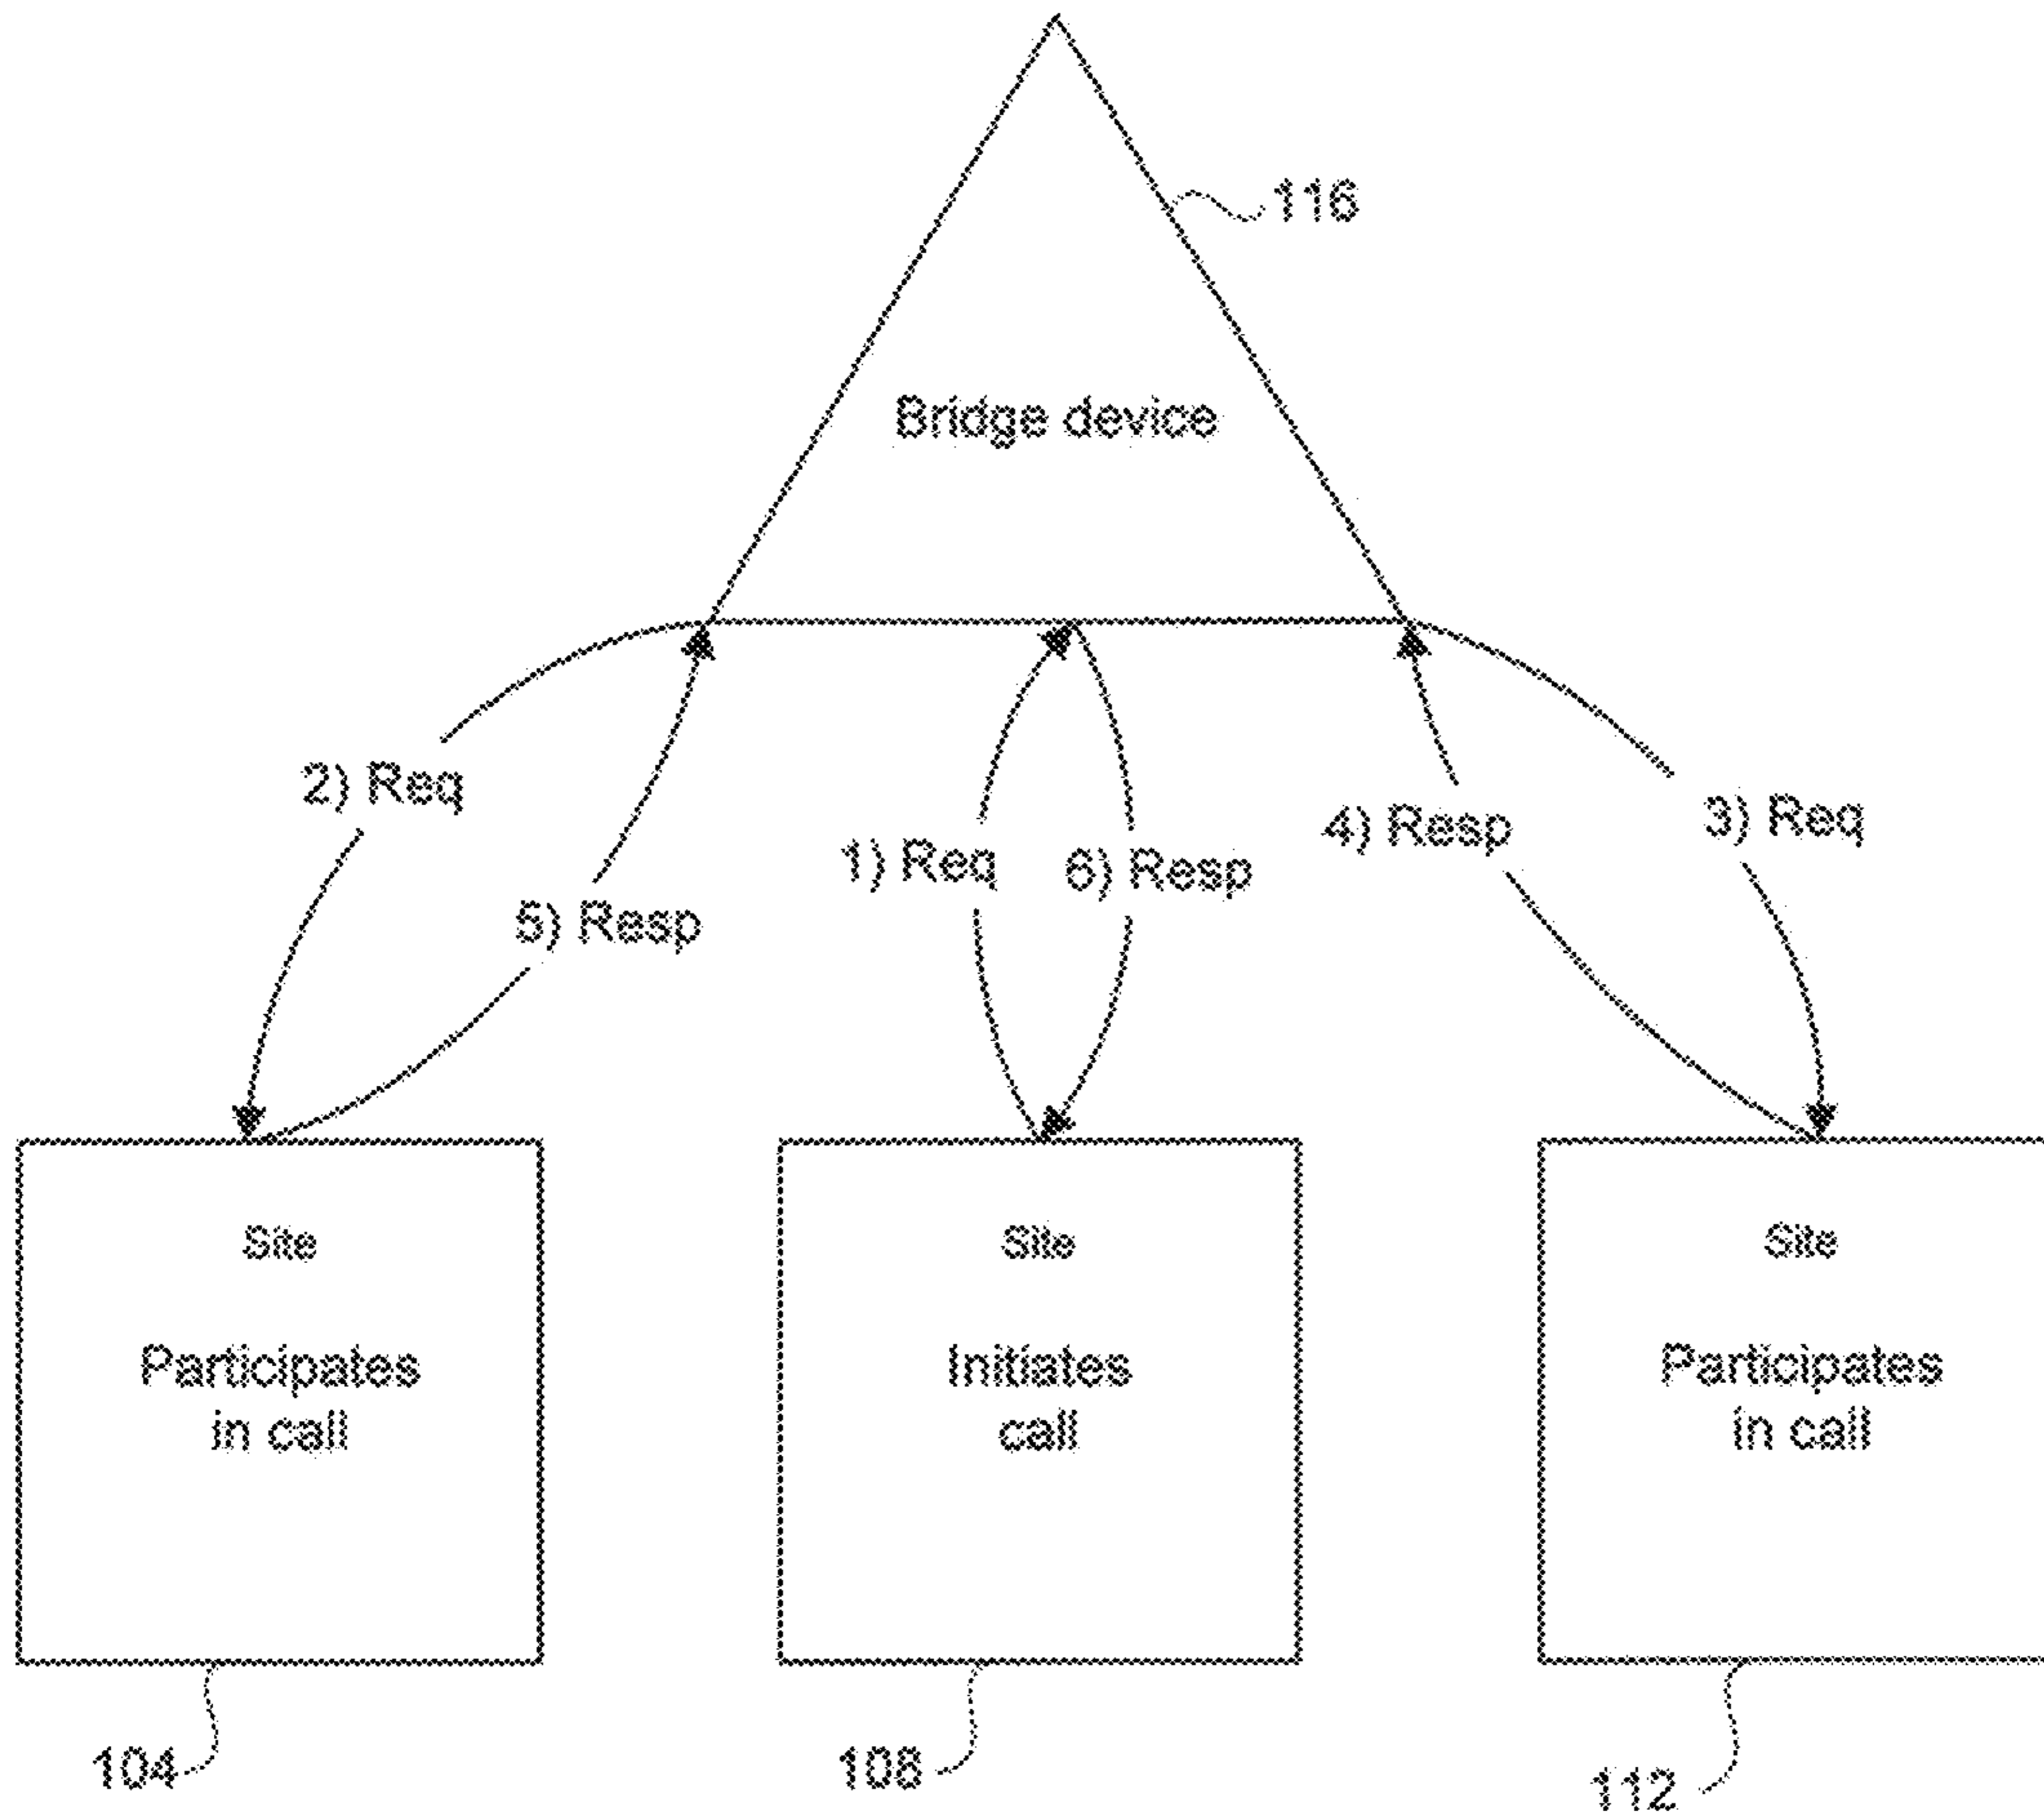 116
Bridge device
2) Req
3) Req
4) Resp
1) Req
6) Resp
5) Resp
Site
Participates
in call
Site
Initiates
call
Site
Participates
in call
104
108
112